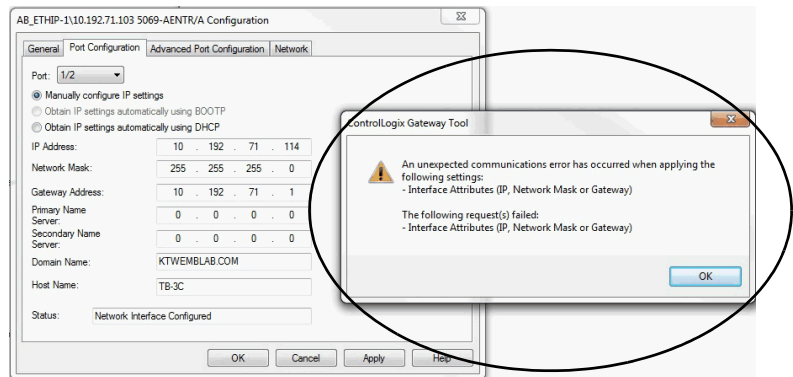 AB_ETHIP-1\10.192.71.103 5069-AENTR/A Configuration
General Port Configuration Advanced Port Configuration Network
Port: 1/2
Manually configure IP settings
Obtain IP settings automatically using BOOTP
Obtain IP settings automatically using DHCP
IP Address: 10 . 192 . 71 . 114
Network Mask: 255 . 255 . 255 . 0
Gateway Address: 10 . 192 . 71 . 1
Primary Name
Server: 0 . 0 . 0 . 0
Secondary Name
Server: 0 . 0 . 0 . 0
Domain Name: KTWEMBLAB.COM
Host Name: TB-3C
Status: Network Interface Configured
OK Cancel Apply Help
ControlLogix Gateway Tool
An unexpected communications error has occurred when applying the
following settings:
- Interface Attributes (IP, Network Mask or Gateway)
The following request(s) failed:
- Interface Attributes (IP, Network Mask or Gateway)
OK